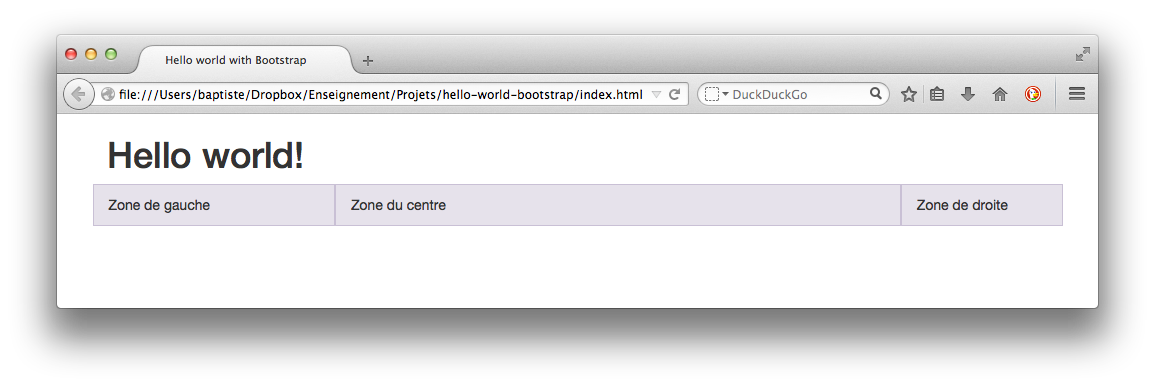 Hello world with Bootstrap
file:///Users/baptiste/Dropbox/Enseignement/Projets/hello-world-bootstrap/index.html
DuckDuckGo
Hello world!
Zone de gauche
Zone du centre
Zone de droite